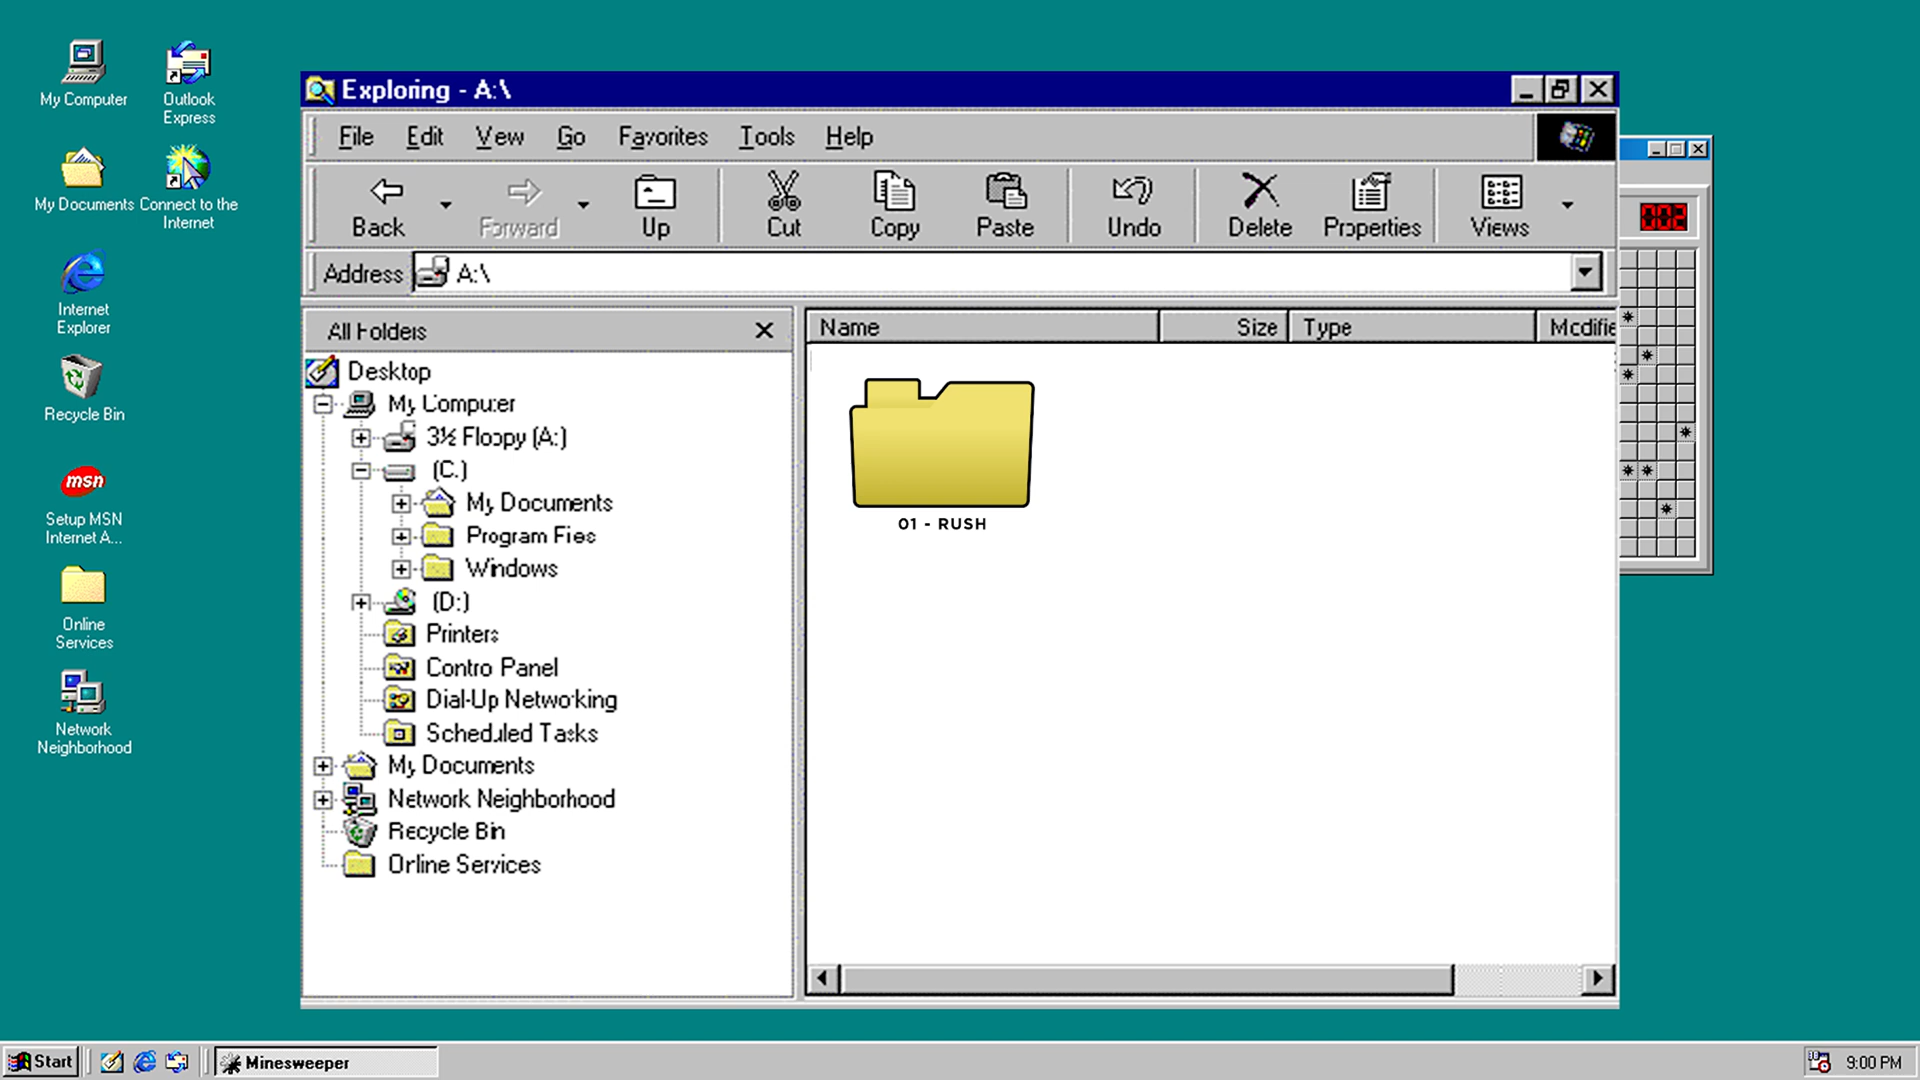 My Computer
Outlook
Express
My Documents
Connect to the
Internet
Internet
Explorer
Recycle Bin
msn
Setup MSN
Internet A...
Online
Services
Network
Neighborhood
Exploring - A:\
File Edit View Go Favorites Tools Help
Back Forward Up Cut Copy Paste Undo Delete Properties Views
Address A:\
All Folders
Desktop
My Computer
3½ Floppy (A:)
(C:)
My Documents
Program Files
Windows
(D:)
Printers
Control Panel
Dial-Up Networking
Scheduled Tasks
My Documents
Network Neighborhood
Recycle Bin
Online Services
Name Size Type Modifie
01 - RUSH
002
Start
Minesweeper
9:00 PM